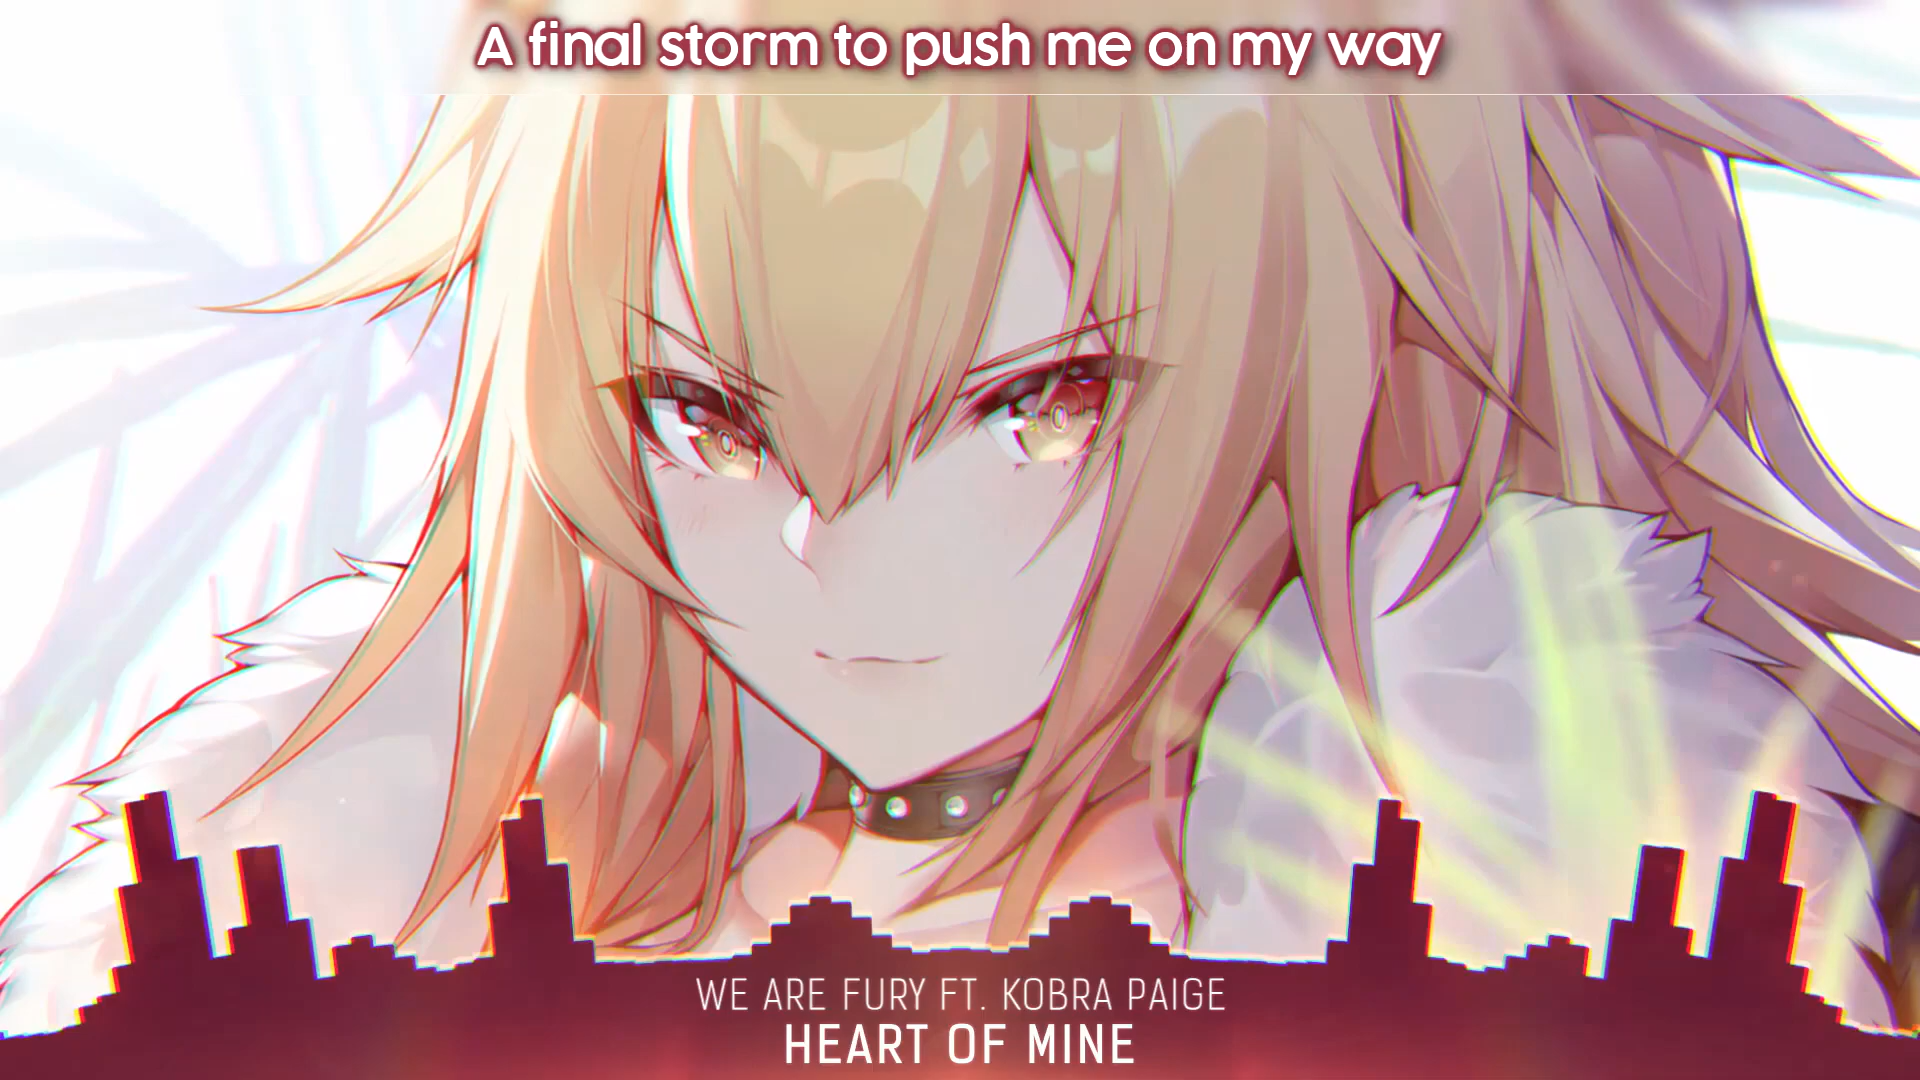 A final storm to push me on my way
WE ARE FURY FT. KOBRA PAIGE
HEART OF MINE